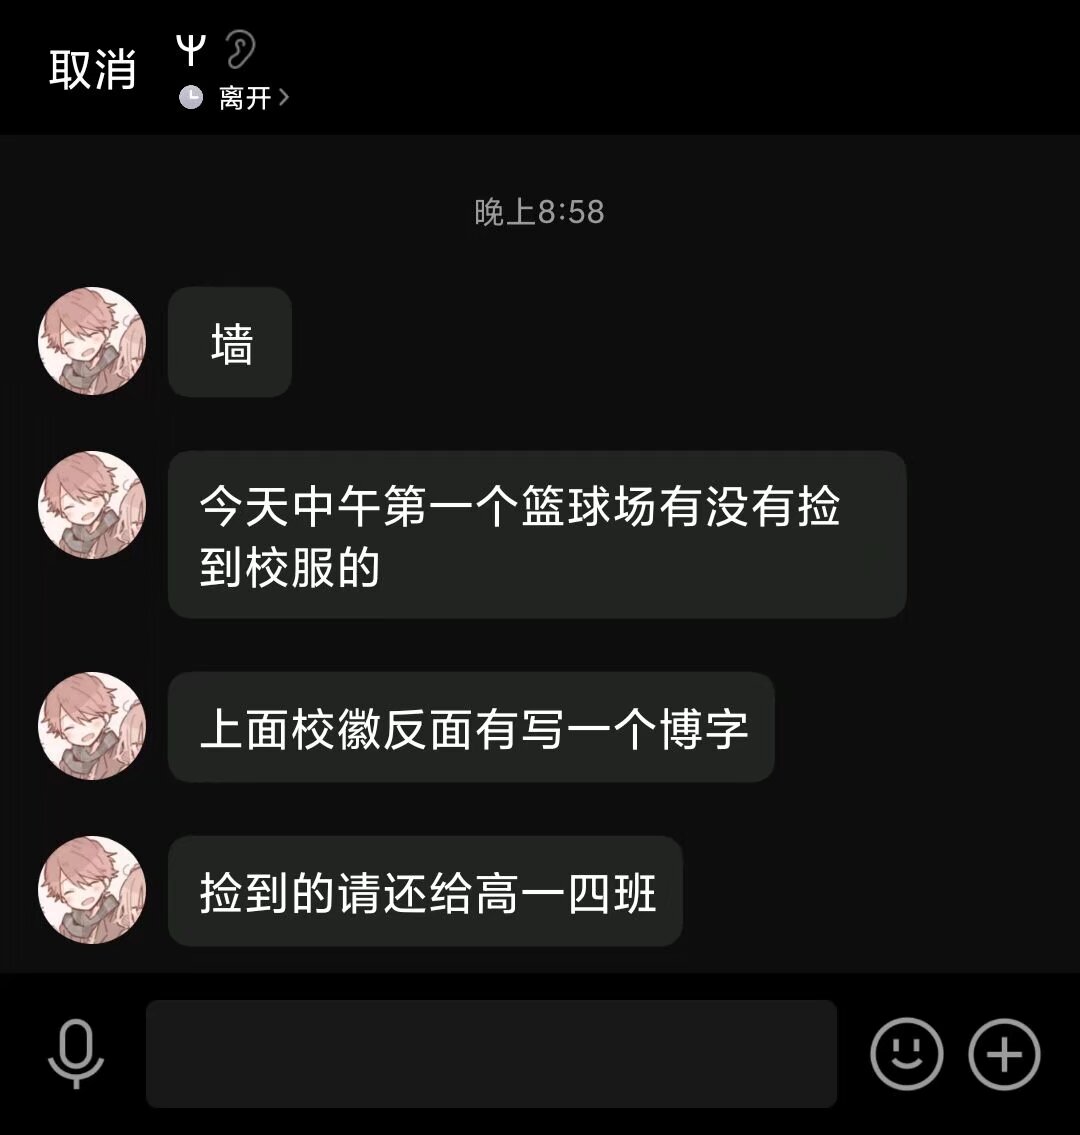 取消
Ψ
离开
晚上8:58
墙
今天中午第一个篮球场有没有捡
到校服的
上面校徽反面有写一个博字
捡到的请还给高一四班